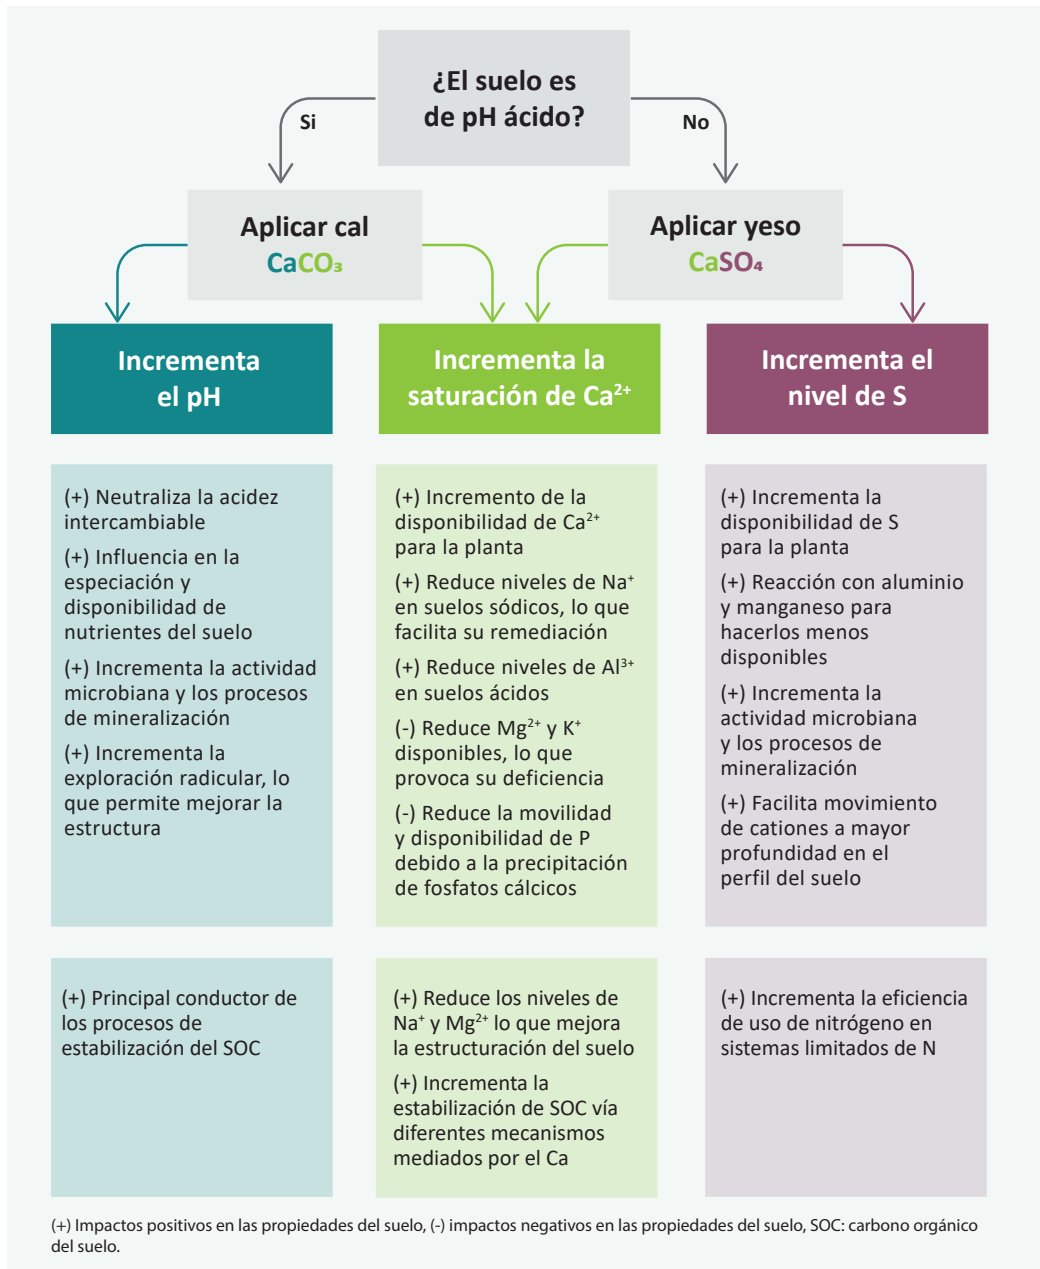 ¿El suelo es
de pH ácido?
Si
No
Aplicar cal
CaCO₃
Aplicar yeso
CaSO₄
Incrementa
el pH
Incrementa la
saturación de Ca²⁺
Incrementa el
nivel de S
(+) Neutraliza la acidez
intercambiable
(+) Influencia en la
especiación y
disponibilidad de
nutrientes del suelo
(+) Incrementa la actividad
microbiana y los procesos
de mineralización
(+) Incrementa la
exploración radicular, lo
que permite mejorar la
estructura
(+) Incremento de la
disponibilidad de Ca²⁺
para la planta
(+) Reduce niveles de Na⁺
en suelos sódicos, lo que
facilita su remediación
(+) Reduce niveles de Al³⁺
en suelos ácidos
(-) Reduce Mg²⁺ y K⁺
disponibles, lo que
provoca su deficiencia
(-) Reduce la movilidad
y disponibilidad de P
debido a la precipitación
de fosfatos cálcicos
(+) Incrementa la
disponibilidad de S
para la planta
(+) Reacción con aluminio
y manganeso para
hacerlos menos
disponibles
(+) Incrementa la
actividad microbiana
y los procesos de
mineralización
(+) Facilita movimiento
de cationes a mayor
profundidad en el
perfil del suelo
(+) Principal conductor de
los procesos de
estabilización del SOC
(+) Reduce los niveles de
Na⁺ y Mg²⁺ lo que mejora
la estructuración del suelo
(+) Incrementa la
estabilización de SOC vía
diferentes mecanismos
mediados por el Ca
(+) Incrementa la eficiencia
de uso de nitrógeno en
sistemas limitados de N
(+) Impactos positivos en las propiedades del suelo, (-) impactos negativos en las propiedades del suelo, SOC: carbono orgánico
del suelo.